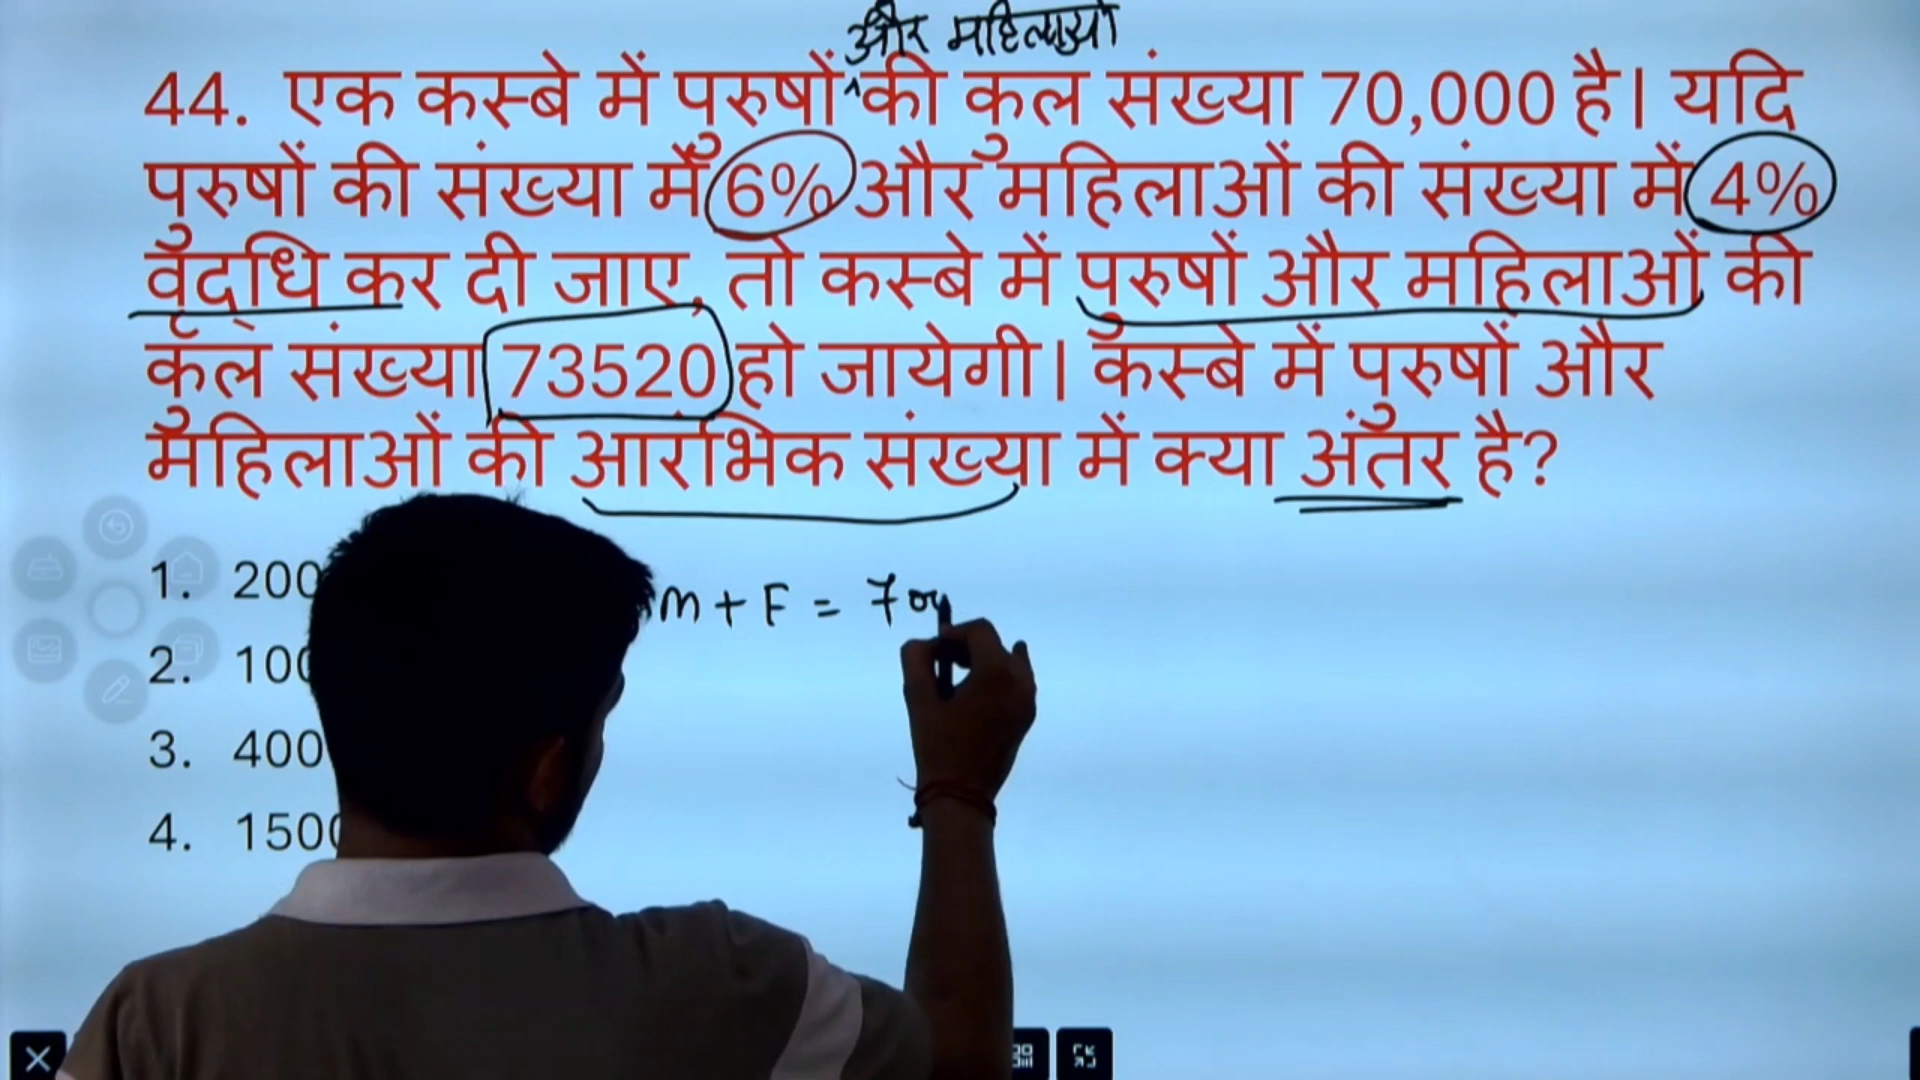 और महिलाओं
44. एक कस्बे में पुरुषों ^ की कुल संख्या 70,000 है। यदि
पुरुषों की संख्या में 6% और महिलाओं की संख्या में 4%
वृद्धि कर दी जाए, तो कस्बे में पुरुषों और महिलाओं की
कुल संख्या 73520 हो जायेगी। कस्बे में पुरुषों और
महिलाओं की आरंभिक संख्या में क्या अंतर है?
1. 200
M + F = 700
2. 100
3. 400
4. 1500